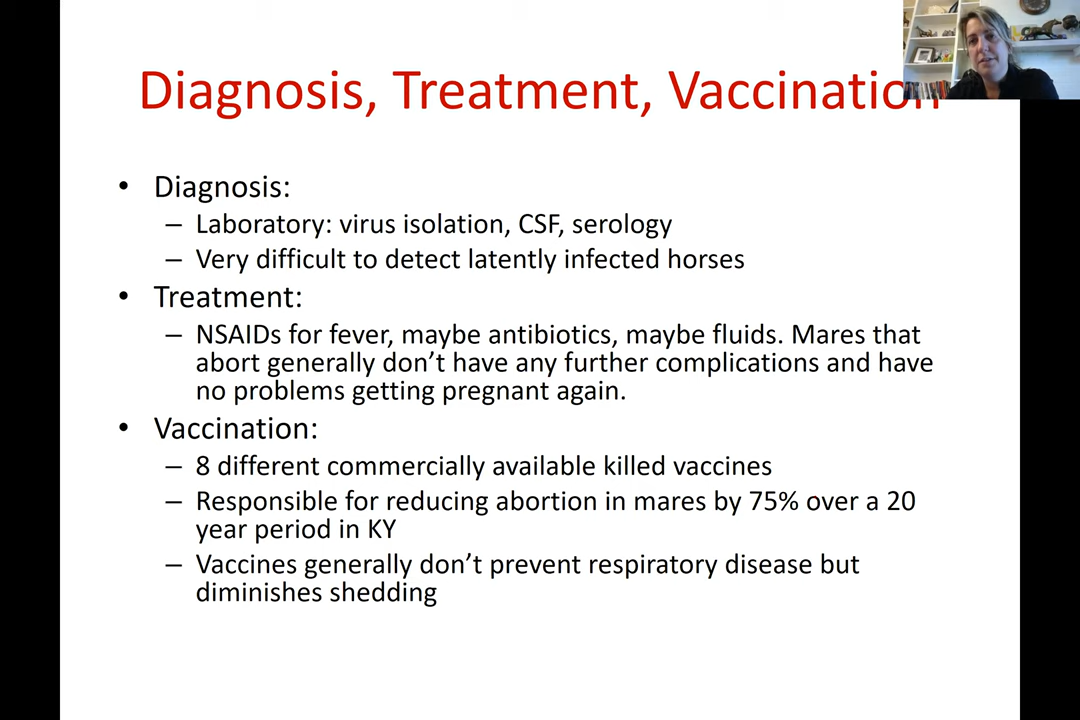 Diagnosis, Treatment, Vaccination
• Diagnosis:
– Laboratory: virus isolation, CSF, serology
– Very difficult to detect latently infected horses
• Treatment:
– NSAIDs for fever, maybe antibiotics, maybe fluids. Mares that
abort generally don’t have any further complications and have
no problems getting pregnant again.
• Vaccination:
– 8 different commercially available killed vaccines
– Responsible for reducing abortion in mares by 75% over a 20
year period in KY
– Vaccines generally don’t prevent respiratory disease but
diminishes shedding